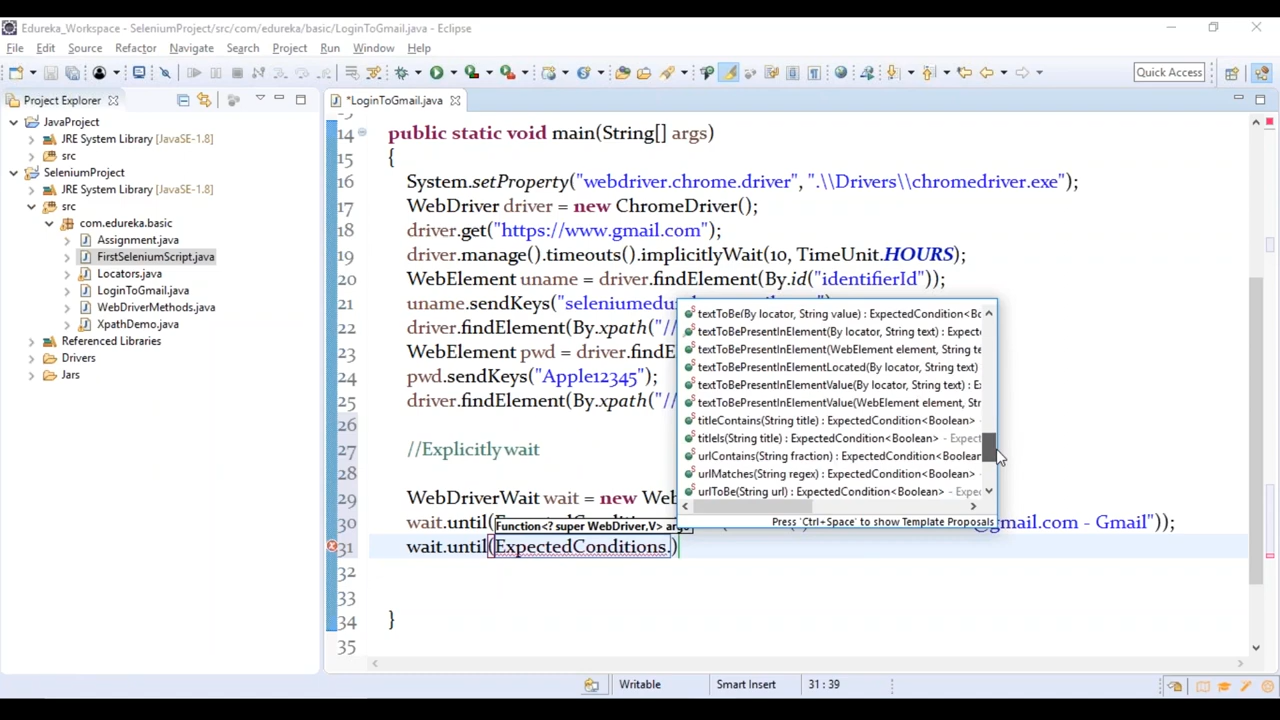 Edureka_Workspace - SeleniumProject/src/com/edureka/basic/LoginToGmail.java - Eclipse
File Edit Source Refactor Navigate Search Project Run Window Help
Quick Access
Project Explorer
*LoginToGmail.java
JavaProject
JRE System Library [JavaSE-1.8]
src
SeleniumProject
JRE System Library [JavaSE-1.8]
src
com.edureka.basic
Assignment.java
FirstSeleniumScript.java
Locators.java
LoginToGmail.java
WebDriverMethods.java
XpathDemo.java
Referenced Libraries
Drivers
Jars
14 public static void main(String[] args)
15 {
16 System.setProperty("webdriver.chrome.driver", ".\\Drivers\\chromedriver.exe");
17 WebDriver driver = new ChromeDriver();
18 driver.get("https://www.gmail.com");
19 driver.manage().timeouts().implicitlyWait(10, TimeUnit.HOURS);
20 WebElement uname = driver.findElement(By.id("identifierId"));
21 uname.sendKeys("seleniumedu
22 driver.findElement(By.xpath("//
23 WebElement pwd = driver.findE
24 pwd.sendKeys("Apple12345");
25 driver.findElement(By.xpath("//
26
27 //Explicitly wait
28
29 WebDriverWait wait = new Web
30 wait.until( @gmail.com - Gmail"));
31 wait.until(ExpectedConditions.)
32
33
34 }
35
textToBe(By locator, String value) : ExpectedCondition<Bo
textToBePresentInElement(By locator, String text) : Expecte
textToBePresentInElement(WebElement element, String te
textToBePresentInElementLocated(By locator, String text)
textToBePresentInElementValue(By locator, String text) : Ex
textToBePresentInElementValue(WebElement element, Str
titleContains(String title) : ExpectedCondition<Boolean> -
titleIs(String title) : ExpectedCondition<Boolean> - Expect
urlContains(String fraction) : ExpectedCondition<Boolean
urlMatches(String regex) : ExpectedCondition<Boolean> -
urlToBe(String url) : ExpectedCondition<Boolean> - Expec
Press 'Ctrl+Space' to show Template Proposals
Function<? super WebDriver,V> arg
Writable Smart Insert 31 : 39